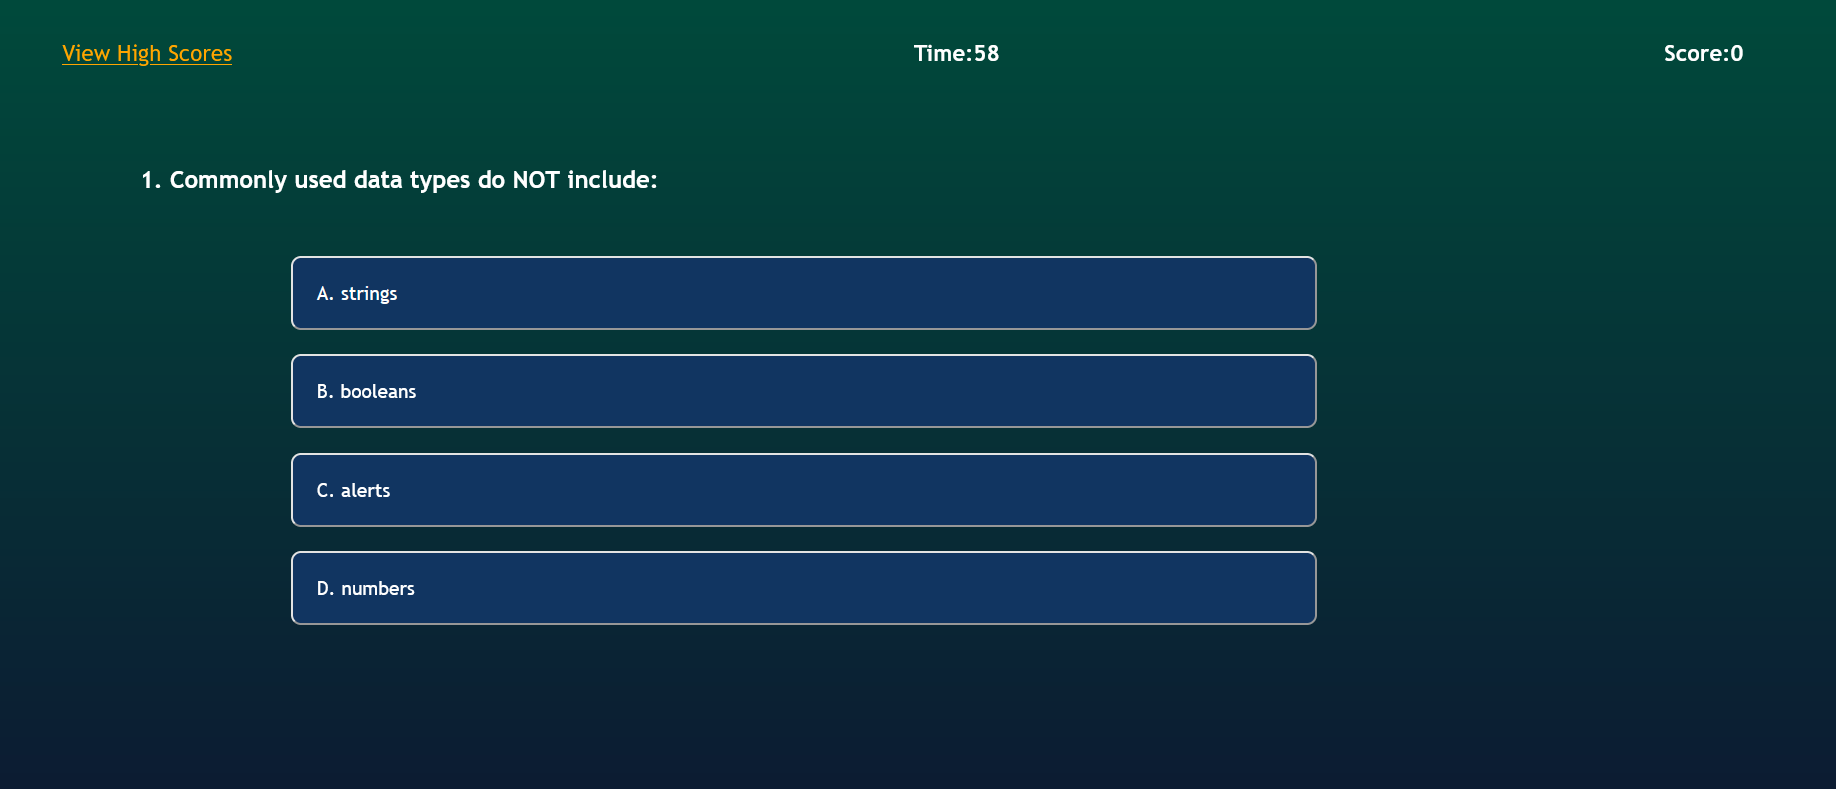 View High Scores
Time:58
Score:0
1. Commonly used data types do NOT include:
A. strings
B. booleans
C. alerts
D. numbers